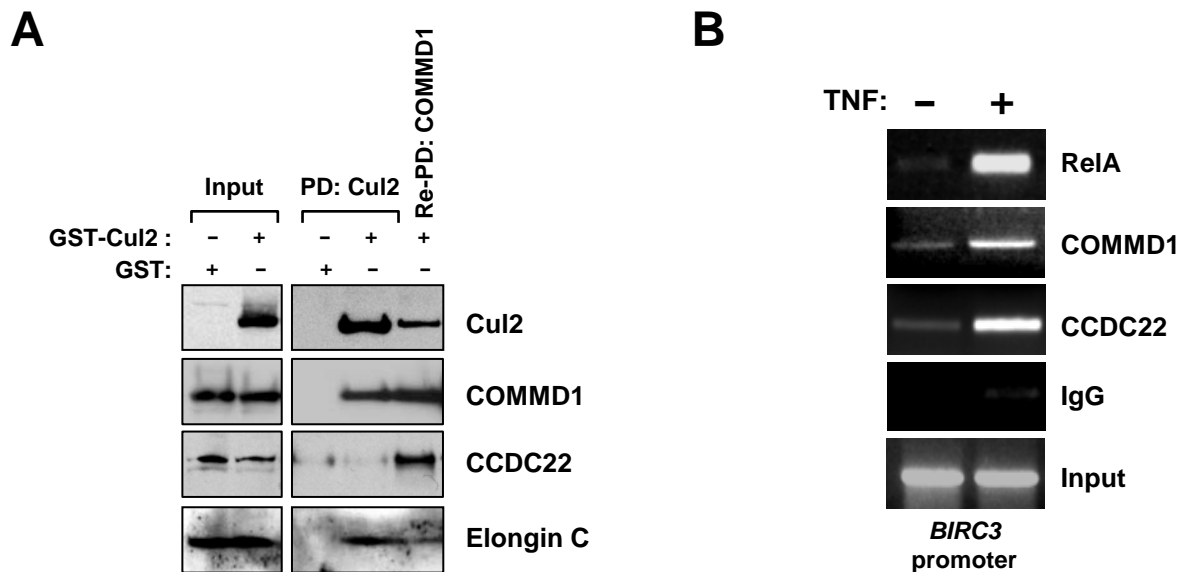 A
Input
PD: Cul2
Re-PD: COMMD1
GST-Cul2 : - + - + +
GST: + - + - -
Cul2
COMMD1
CCDC22
Elongin C
B
TNF: - +
RelA
COMMD1
CCDC22
IgG
Input
BIRC3
promoter